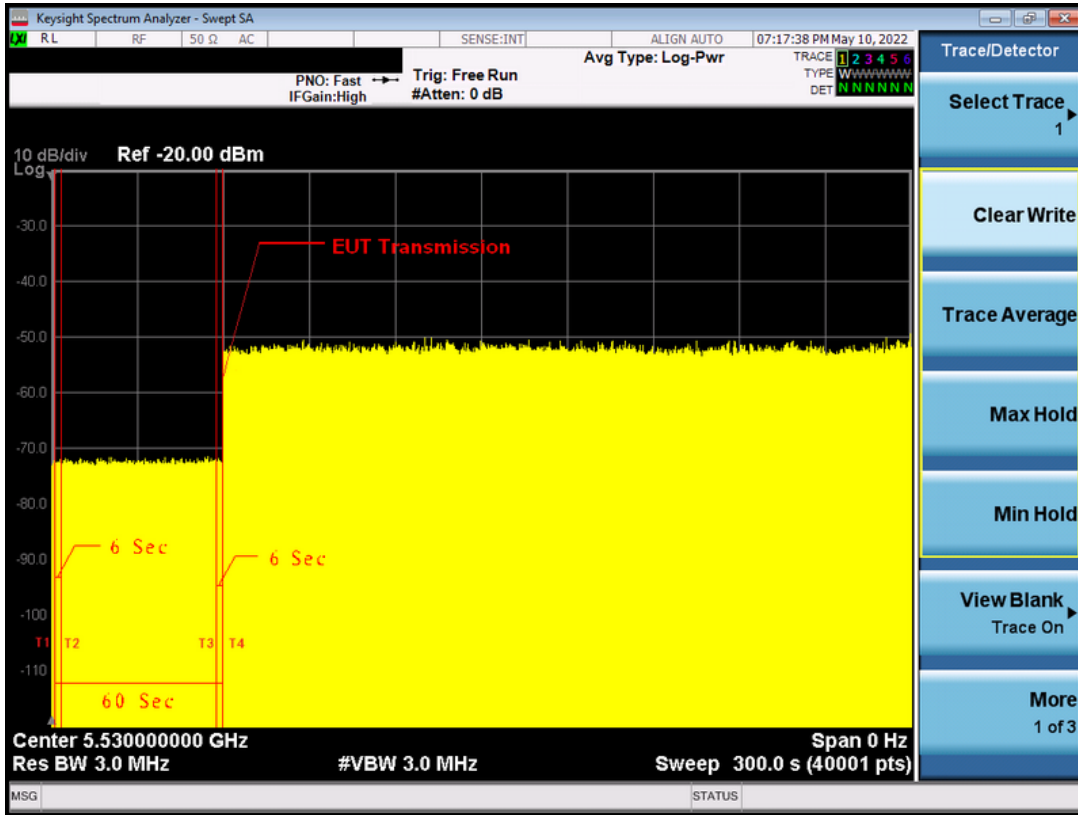 Keysight Spectrum Analyzer - Swept SA
LXI RL RF 50 Ω AC SENSE:INT ALIGN AUTO 07:17:38 PM May 10, 2022
Avg Type: Log-Pwr
TRACE 1 2 3 4 5 6
PNO: Fast Trig: Free Run
TYPE WWWWWW
IFGain:High #Atten: 0 dB
DET N N N N N N
10 dB/div Ref -20.00 dBm
Log
-30.0
EUT Transmission
-40.0
-50.0
-60.0
-70.0
-80.0
6 Sec
-90.0
6 Sec
-100
T1 T2 T3 T4
-110
60 Sec
Center 5.530000000 GHz Span 0 Hz
Res BW 3.0 MHz #VBW 3.0 MHz Sweep 300.0 s (40001 pts)
MSG STATUS
Trace/Detector
Select Trace
1
Clear Write
Trace Average
Max Hold
Min Hold
View Blank
Trace On
More
1 of 3